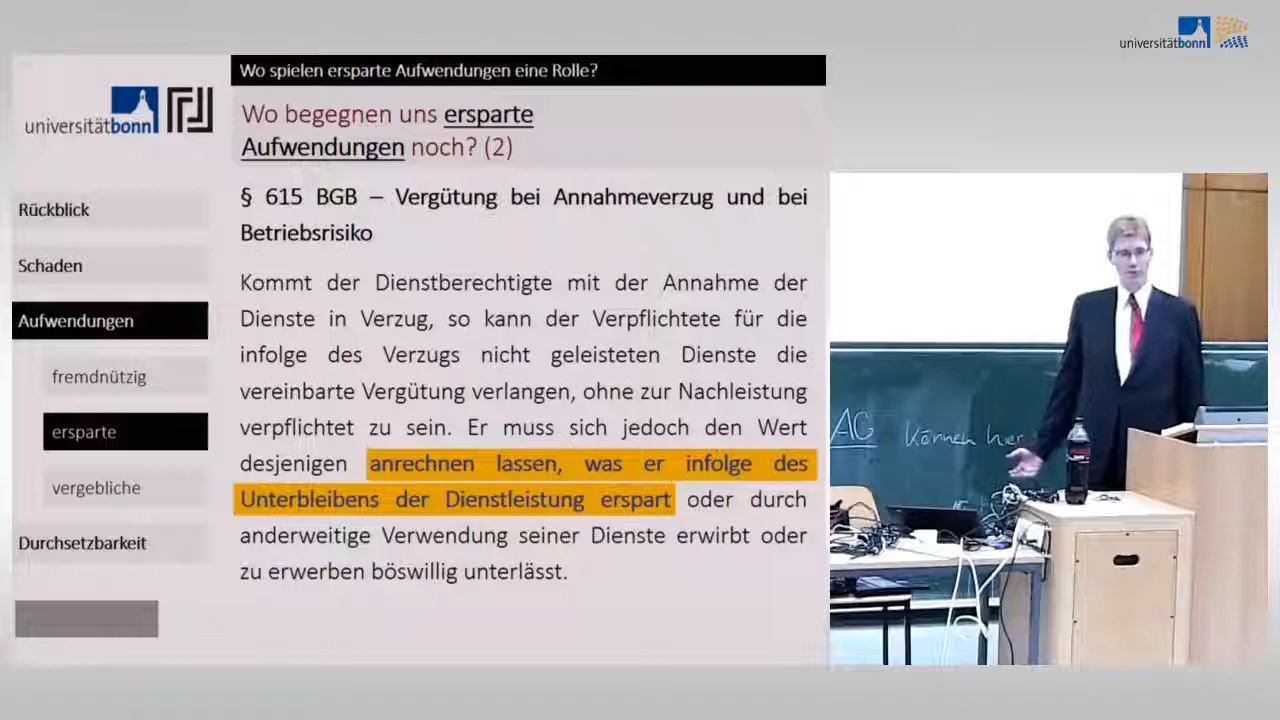 universitätbonn
Wo spielen ersparte Aufwendungen eine Rolle?
universitätbonn
Wo begegnen uns ersparte
Aufwendungen noch? (2)
Rückblick
Schaden
Aufwendungen
fremdnützig
ersparte
vergebliche
Durchsetzbarkeit
§ 615 BGB – Vergütung bei Annahmeverzug und bei
Betriebsrisiko
Kommt der Dienstberechtigte mit der Annahme der
Dienste in Verzug, so kann der Verpflichtete für die
infolge des Verzugs nicht geleisteten Dienste die
vereinbarte Vergütung verlangen, ohne zur Nachleistung
verpflichtet zu sein. Er muss sich jedoch den Wert
desjenigen anrechnen lassen, was er infolge des
Unterbleibens der Dienstleistung erspart oder durch
anderweitige Verwendung seiner Dienste erwirbt oder
zu erwerben böswillig unterlässt.
AG Können hier